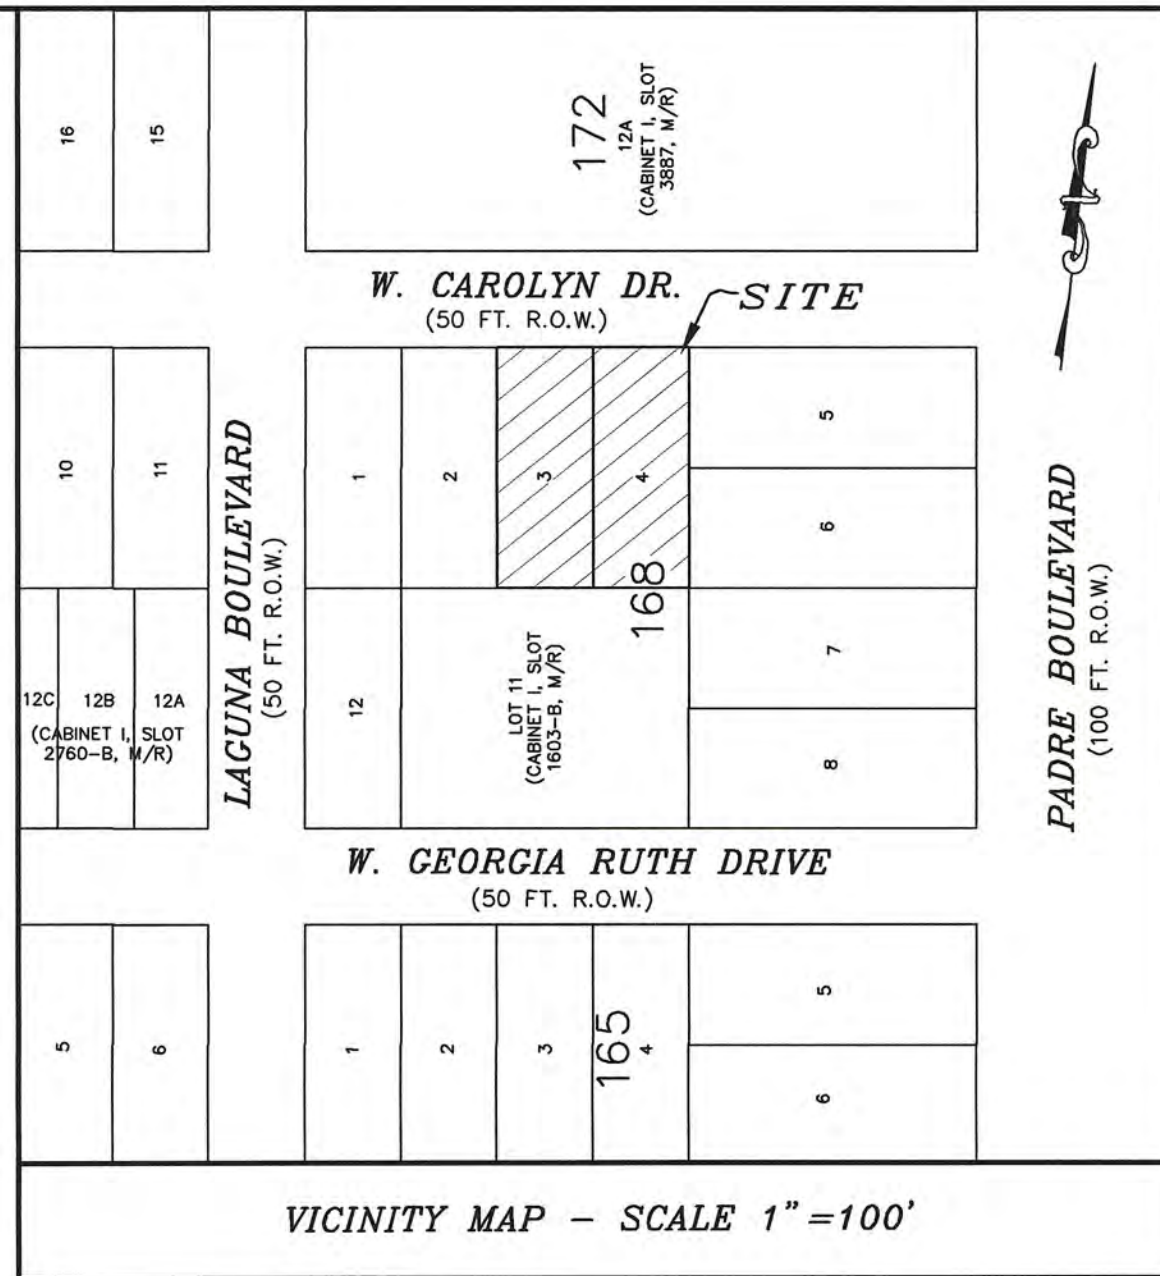 16
15
172
12A
(CABINET I, SLOT
3887, M/R)
W. CAROLYN DR.
(50 FT. R.O.W.)
SITE
10
11
LAGUNA BOULEVARD
(50 FT. R.O.W.)
1
2
3
4
5
6
168
12C
12B
12A
(CABINET I, SLOT
2760-B, M/R)
12
LOT 11
(CABINET I, SLOT
1603-B, M/R)
7
8
PADRE BOULEVARD
(100 FT. R.O.W.)
W. GEORGIA RUTH DRIVE
(50 FT. R.O.W.)
5
6
1
2
3
165
4
5
6
VICINITY MAP - SCALE 1"=100'